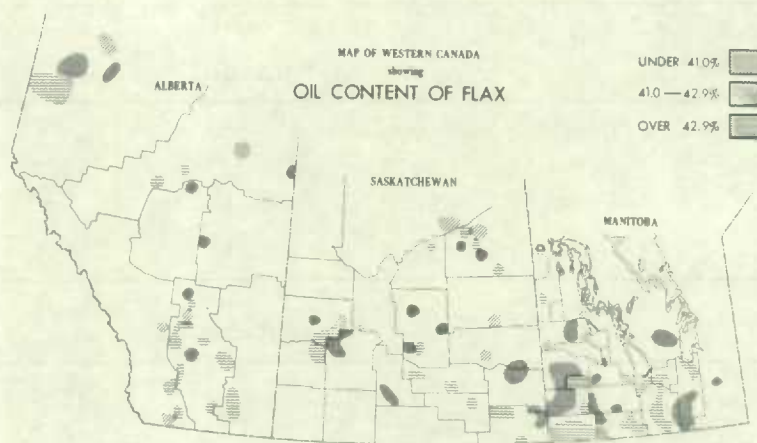 MAP OF WESTERN CANADA
showing
OIL CONTENT OF FLAX
UNDER 41.0%
41.0 — 42.9%
OVER 42.9%
ALBERTA
SASKATCHEWAN
MANITOBA